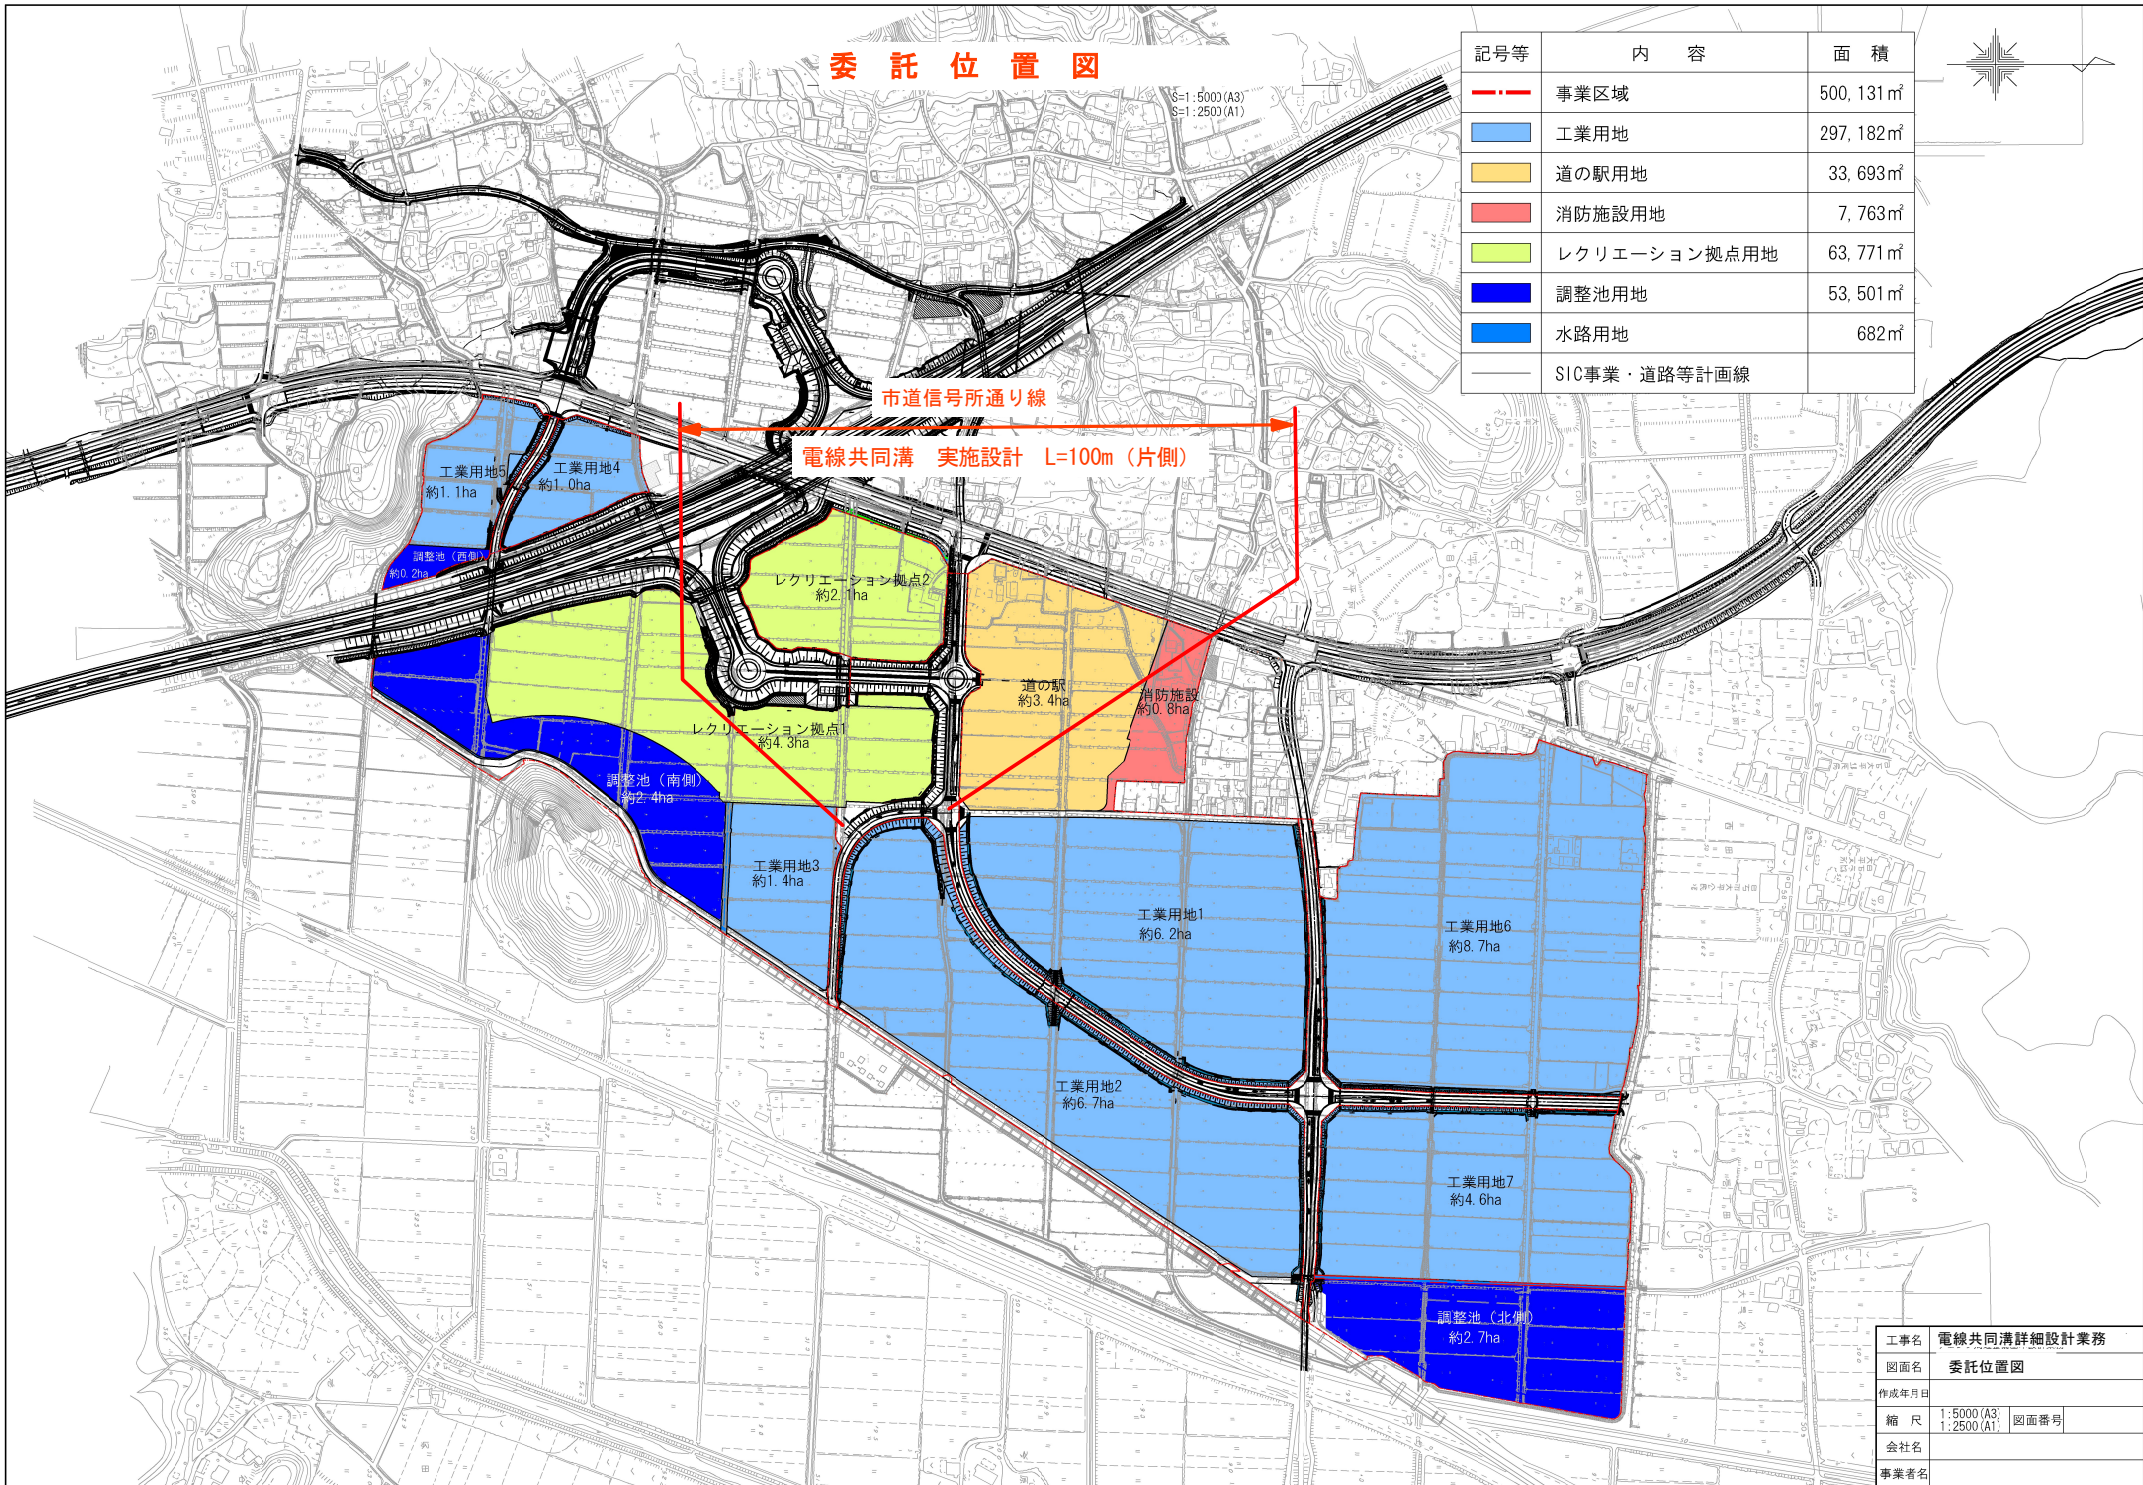 委託位置図
S=1:5000(A3)
S=1:2500(A1)
記号等 内容 面積
事業区域 500,131㎡
工業用地 297,182㎡
道の駅用地 33,693㎡
消防施設用地 7,763㎡
レクリエーション拠点用地 63,771㎡
調整池用地 53,501㎡
水路用地 682㎡
SIC事業・道路等計画線
市道信号所通り線
電線共同溝 実施設計 L=100m(片側)
工業用地5
約1.1ha
工業用地4
約1.0ha
調整池(西側)
約0.2ha
レクリエーション拠点2
約2.1ha
道の駅
約3.4ha
消防施設
約0.8ha
レクリエーション拠点1
約4.3ha
調整池(南側)
約2.4ha
工業用地3
約1.4ha
工業用地1
約6.2ha
工業用地6
約8.7ha
工業用地2
約6.7ha
工業用地7
約4.6ha
調整池(北側)
約2.7ha
工事名 電線共同溝詳細設計業務
図面名 委託位置図
作成年月日
縮尺 1:5000(A3) 図面番号
1:2500(A1)
会社名
事業者名